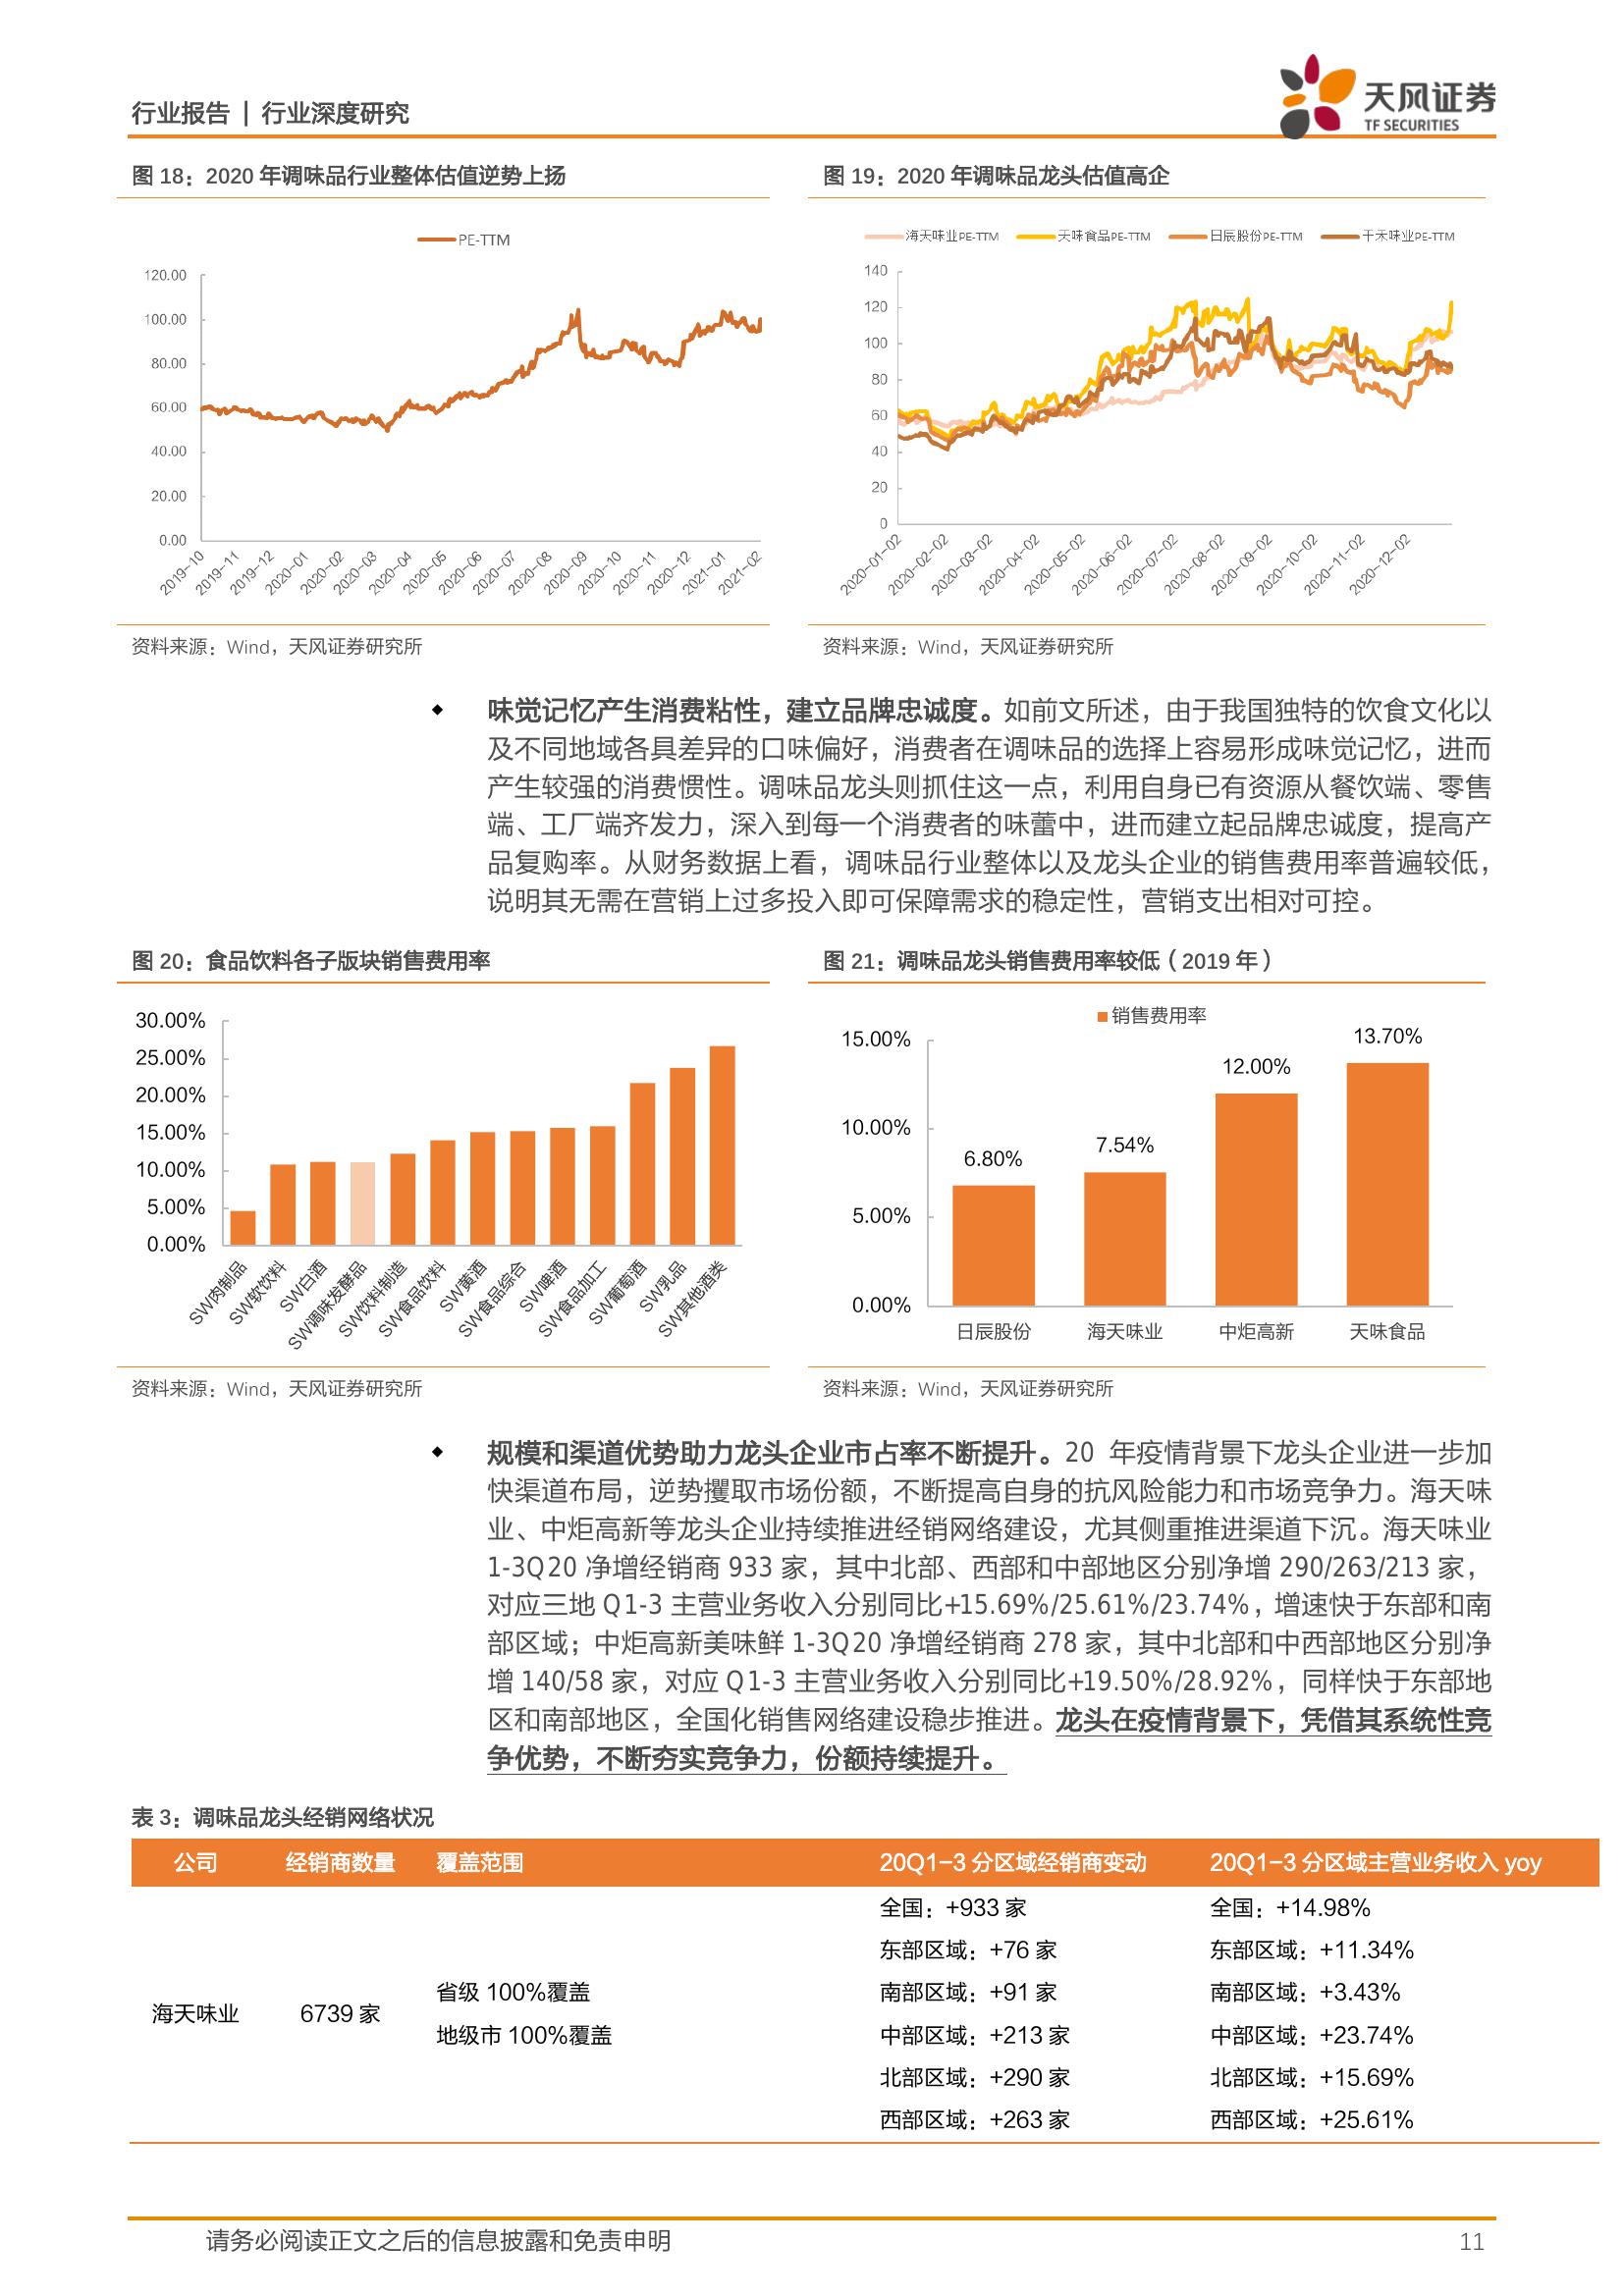 行业报告 | 行业深度研究
天风证券
TF SECURITIES
图 18：2020 年调味品行业整体估值逆势上扬
PE-TTM
120.00
100.00
80.00
60.00
40.00
20.00
0.00
2019-10
2019-11
2019-12
2020-01
2020-02
2020-03
2020-04
2020-05
2020-06
2020-07
2020-08
2020-09
2020-10
2020-11
2020-12
2021-01
2021-02
资料来源：Wind，天风证券研究所
图 19：2020 年调味品龙头估值高企
海天味业PE-TTM 天味食品PE-TTM 日辰股份PE-TTM 千禾味业PE-TTM
140
120
100
80
60
40
20
0
2020-01-02
2020-02-02
2020-03-02
2020-04-02
2020-05-02
2020-06-02
2020-07-02
2020-08-02
2020-09-02
2020-10-02
2020-11-02
2020-12-02
资料来源：Wind，天风证券研究所
◆ 味觉记忆产生消费粘性，建立品牌忠诚度。如前文所述，由于我国独特的饮食文化以
及不同地域各具差异的口味偏好，消费者在调味品的选择上容易形成味觉记忆，进而
产生较强的消费惯性。调味品龙头则抓住这一点，利用自身已有资源从餐饮端、零售
端、工厂端齐发力，深入到每一个消费者的味蕾中，进而建立起品牌忠诚度，提高产
品复购率。从财务数据上看，调味品行业整体以及龙头企业的销售费用率普遍较低，
说明其无需在营销上过多投入即可保障需求的稳定性，营销支出相对可控。
图 20：食品饮料各子版块销售费用率
30.00%
25.00%
20.00%
15.00%
10.00%
5.00%
0.00%
SW肉制品
SW软饮料
SW白酒
SW调味发酵品
SW饮料制造
SW食品饮料
SW黄酒
SW食品综合
SW啤酒
SW食品加工
SW葡萄酒
SW乳品
SW其他酒类
资料来源：Wind，天风证券研究所
图 21：调味品龙头销售费用率较低（2019 年）
销售费用率
15.00%
10.00%
5.00%
0.00%
6.80%
7.54%
12.00%
13.70%
日辰股份 海天味业 中炬高新 天味食品
资料来源：Wind，天风证券研究所
◆ 规模和渠道优势助力龙头企业市占率不断提升。20 年疫情背景下龙头企业进一步加
快渠道布局，逆势攫取市场份额，不断提高自身的抗风险能力和市场竞争力。海天味
业、中炬高新等龙头企业持续推进经销网络建设，尤其侧重推进渠道下沉。海天味业
1-3Q20 净增经销商 933 家，其中北部、西部和中部地区分别净增 290/263/213 家，
对应三地 Q1-3 主营业务收入分别同比+15.69%/25.61%/23.74%，增速快于东部和南
部区域；中炬高新美味鲜 1-3Q20 净增经销商 278 家，其中北部和中西部地区分别净
增 140/58 家，对应 Q1-3 主营业务收入分别同比+19.50%/28.92%，同样快于东部地
区和南部地区，全国化销售网络建设稳步推进。龙头在疫情背景下，凭借其系统性竞
争优势，不断夯实竞争力，份额持续提升。
表 3：调味品龙头经销网络状况
公司 经销商数量 覆盖范围 20Q1-3 分区域经销商变动 20Q1-3 分区域主营业务收入 yoy
全国：+933 家 全国：+14.98%
东部区域：+76 家 东部区域：+11.34%
省级 100%覆盖 南部区域：+91 家 南部区域：+3.43%
海天味业 6739 家
地级市 100%覆盖 中部区域：+213 家 中部区域：+23.74%
北部区域：+290 家 北部区域：+15.69%
西部区域：+263 家 西部区域：+25.61%
请务必阅读正文之后的信息披露和免责申明 11